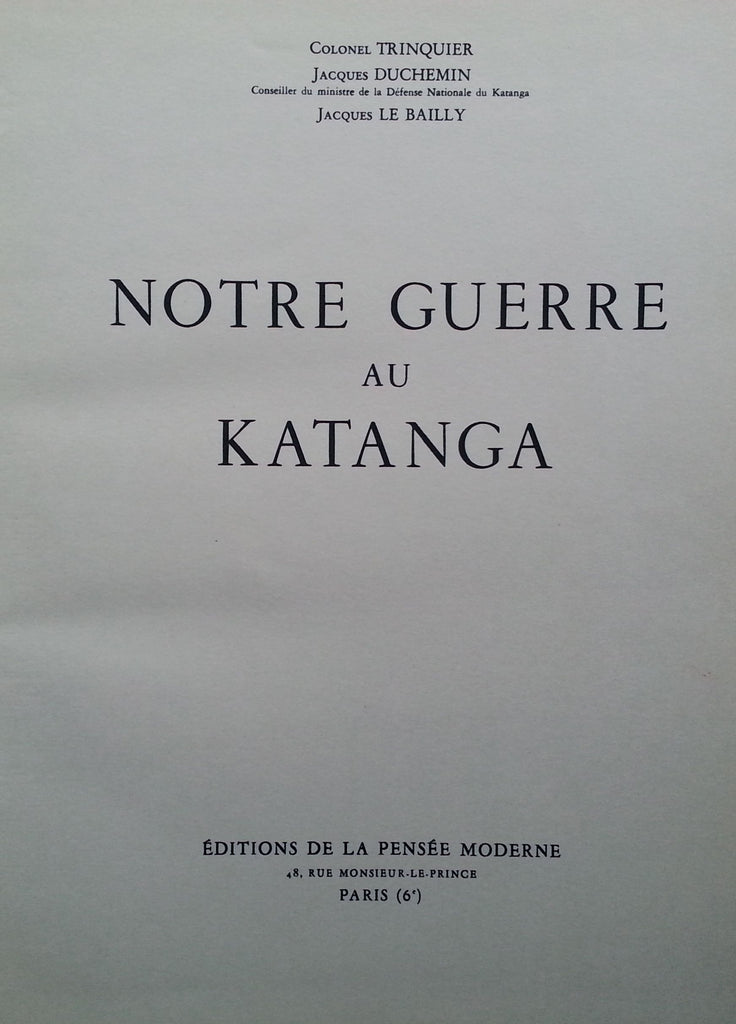 Colonel TRINQUIER
Jacques DUCHEMIN
Conseiller du ministre de la Défense Nationale du Katanga
Jacques LE BAILLY
NOTRE GUERRE
AU
KATANGA
ÉDITIONS DE LA PENSÉE MODERNE
48, RUE MONSIEUR-LE-PRINCE
PARIS (6e)